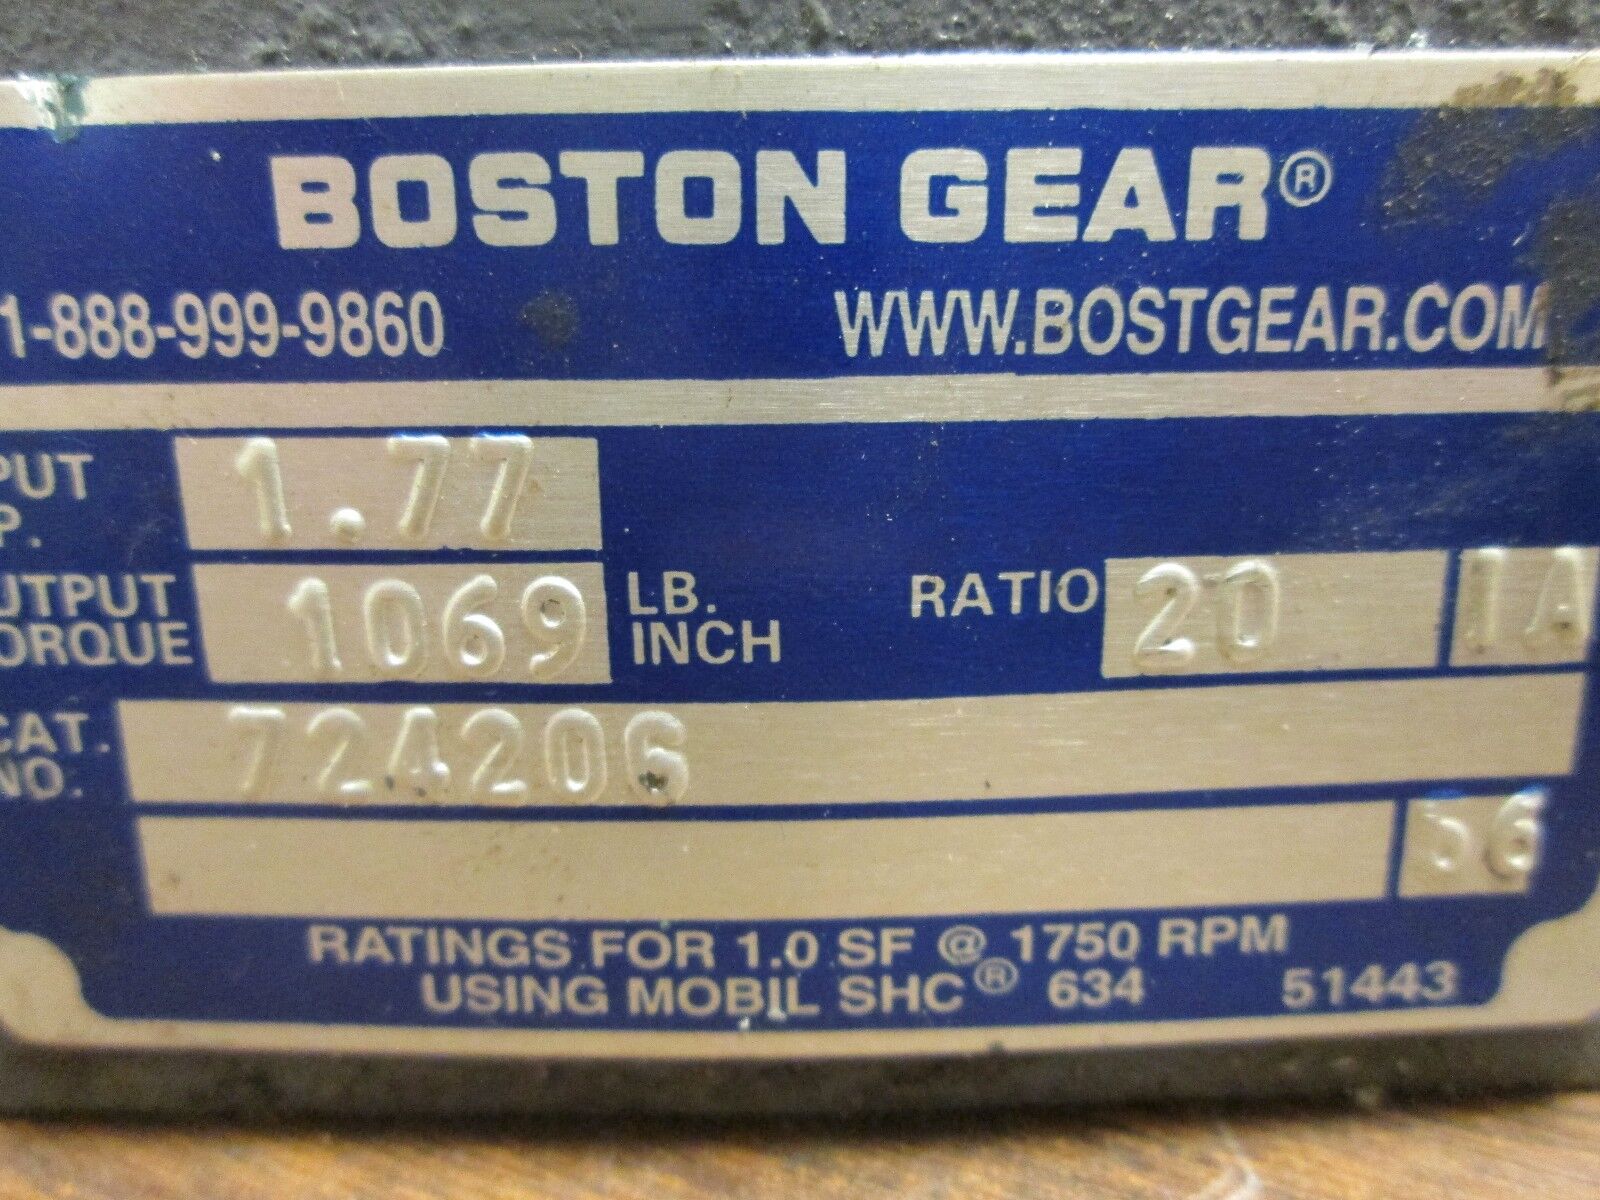 BOSTON GEAR®
1-888-999-9860 WWW.BOSTGEAR.COM
PUT P. 1.77
UTPUT ORQUE 1069 LB. INCH RATIO 20 1A
CAT. NO. 724206
56
RATINGS FOR 1.0 SF @ 1750 RPM
USING MOBIL SHC® 634 51443